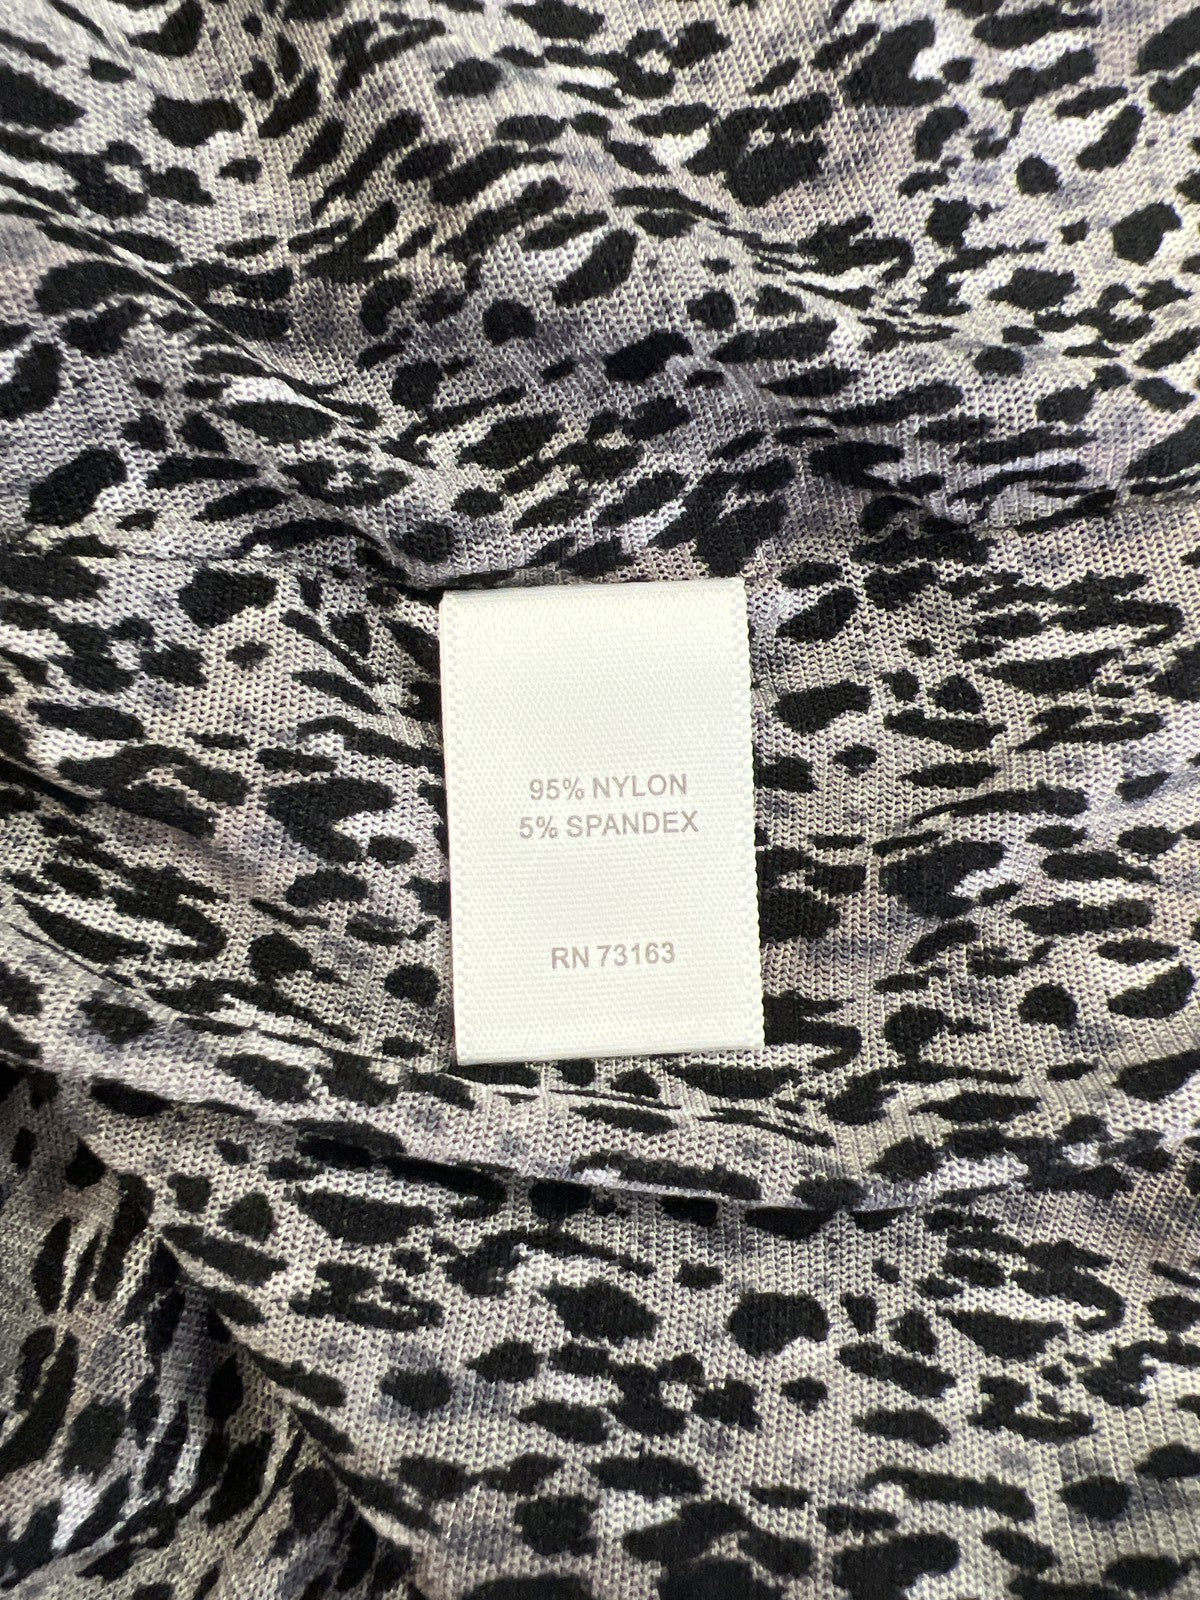 95% NYLON
5% SPANDEX
RN 73163